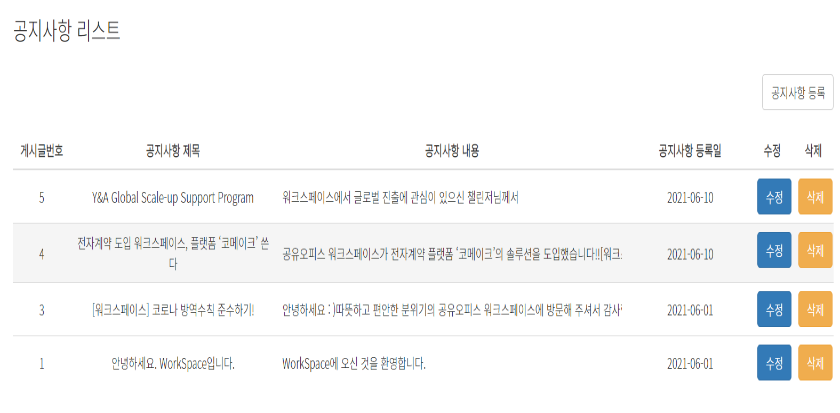 공지사항 리스트
공지사항 등록
게시글번호 공지사항 제목 공지사항 내용 공지사항 등록일 수정 삭제
5 Y&A Global Scale-up Support Program 워크스페이스에서 글로벌 진출에 관심이 있으신 챌린저님께서 2021-06-10 수정 삭제
4 전자계약 도입 워크스페이스, 플랫폼 '코메이크' 쓴 공유오피스 워크스페이스가 전자계약 플랫폼 '코메이크'의 솔루션을 도입했습니다!![워크 2021-06-10 수정 삭제
다
3 [워크스페이스] 코로나 방역수칙 준수하기! 안녕하세요 : )따뜻하고 편안한 분위기의 공유오피스 워크스페이스에 방문해 주셔서 감사 2021-06-01 수정 삭제
1 안녕하세요. WorkSpace입니다. WorkSpace에 오신 것을 환영합니다. 2021-06-01 수정 삭제